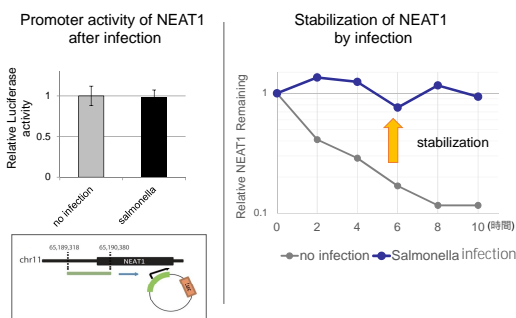 Promoter activity of NEAT1
after infection
Relative Luciferase
activity
1
0.5
0
no infection
salmonella
65,189,318
65,190,380
chr11
NEAT1
luc
Stabilization of NEAT1
by infection
Relative NEAT1 Remaining
1
0.1
stabilization
0 2 4 6 8 10 (時間)
no infection Salmonella infection